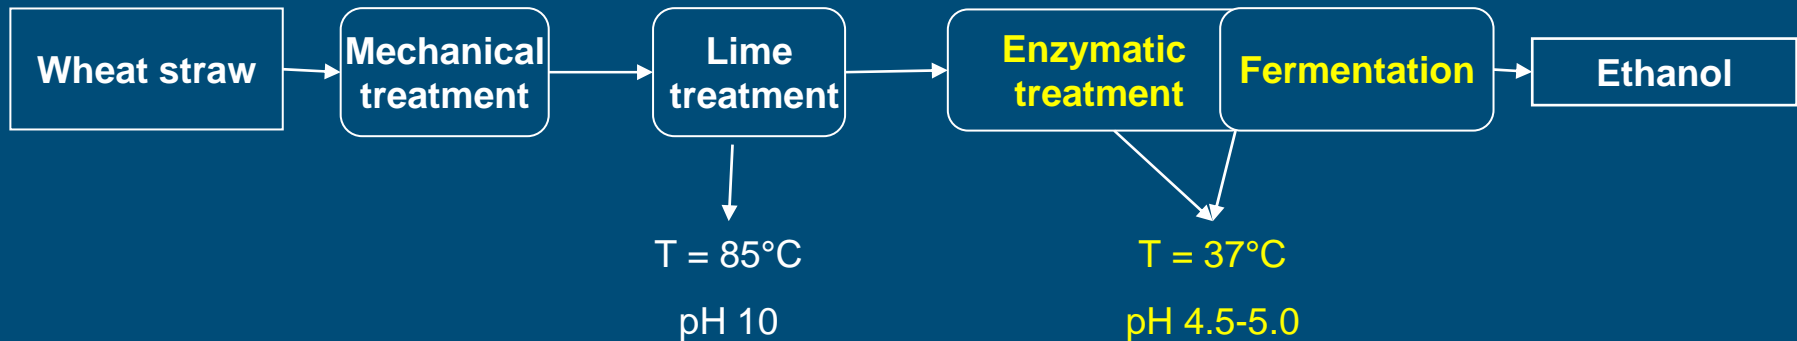 Wheat straw
Mechanical
treatment
Lime
treatment
Enzymatic
treatment
Fermentation
Ethanol
T = 85°C
pH 10
T = 37°C
pH 4.5-5.0